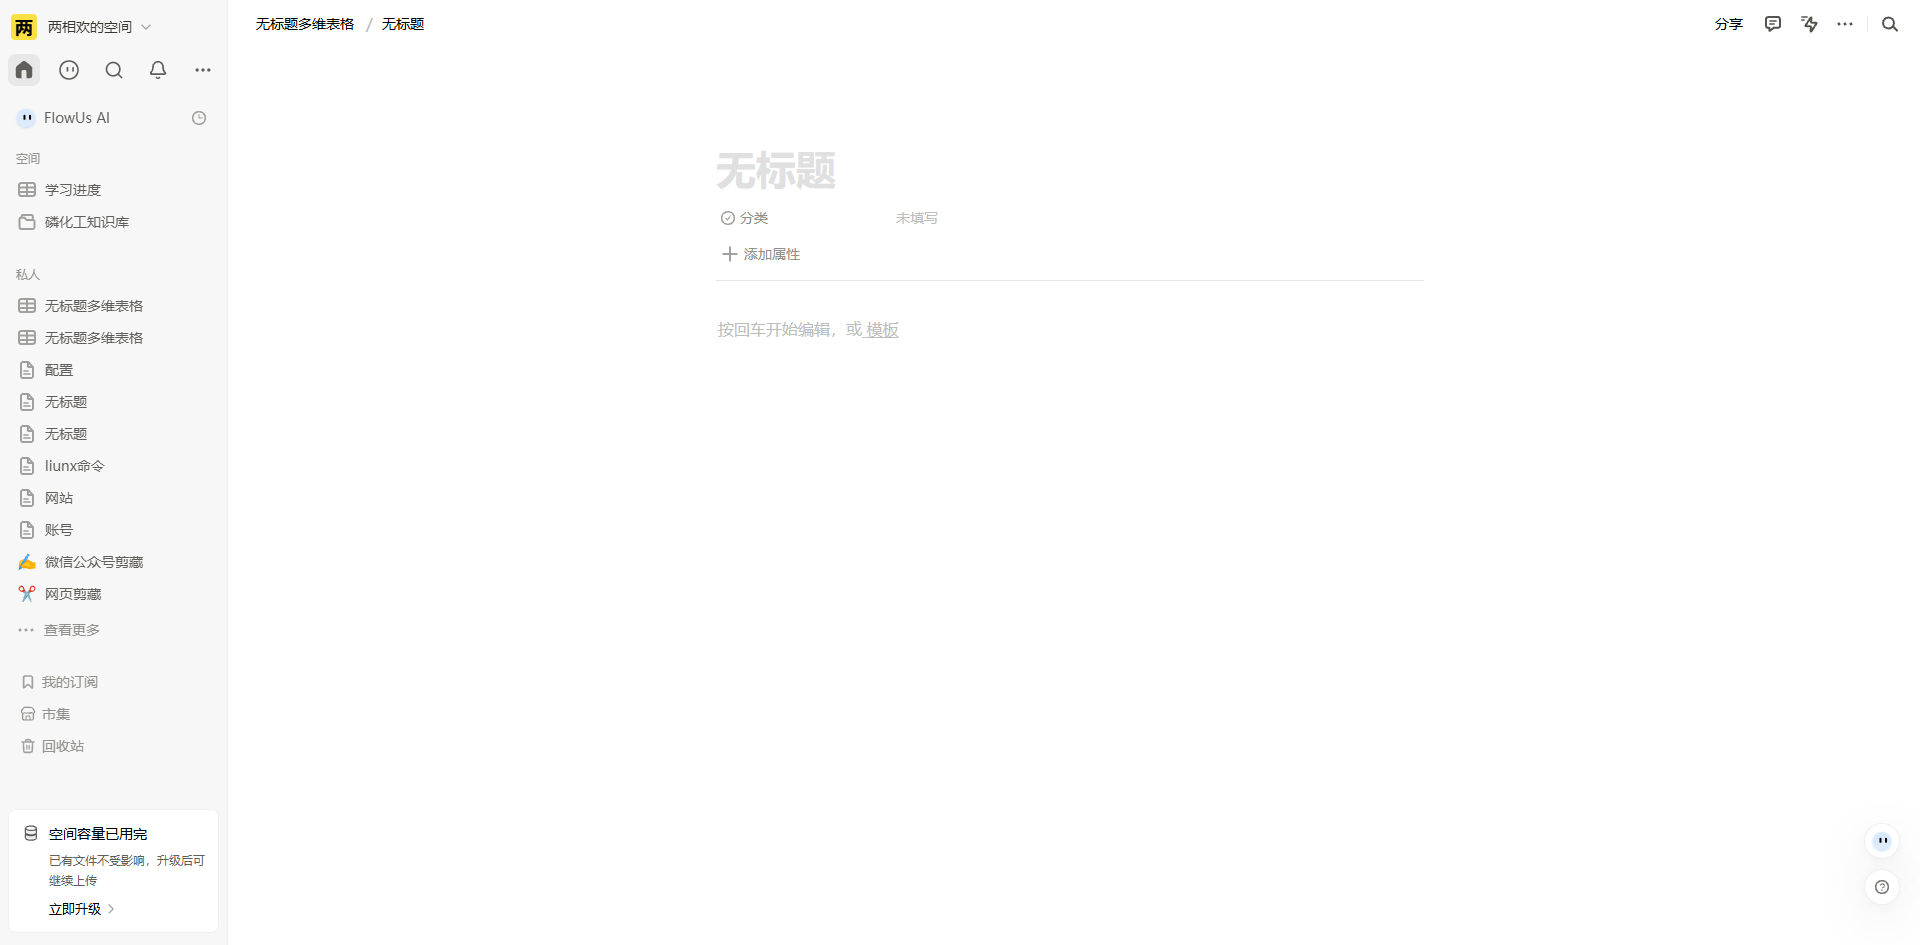 两 两相欢的空间
FlowUs AI
空间
学习进度
磷化工知识库
私人
无标题多维表格
无标题多维表格
配置
无标题
无标题
liunx命令
网站
账号
微信公众号剪藏
网页剪藏
查看更多
我的订阅
市集
回收站
空间容量已用完
已有文件不受影响，升级后可
继续上传
立即升级
无标题多维表格 / 无标题
分享
无标题
分类 未填写
添加属性
按回车开始编辑，或 模板